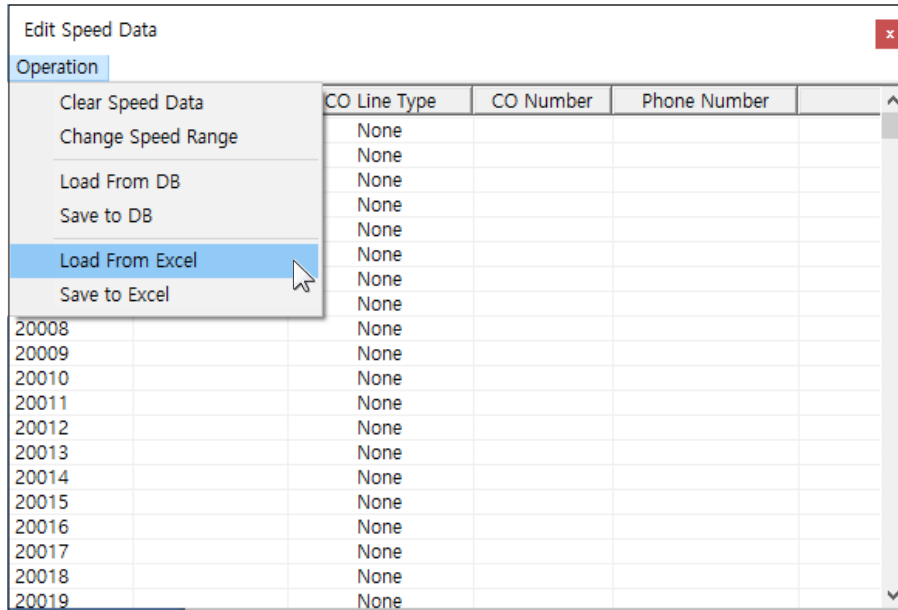 Edit Speed Data
x
Operation
Clear Speed Data
Change Speed Range
Load From DB
Save to DB
Load From Excel
Save to Excel
CO Line Type CO Number Phone Number
None
None
None
None
None
None
None
None
20008 None
20009 None
20010 None
20011 None
20012 None
20013 None
20014 None
20015 None
20016 None
20017 None
20018 None
20019 None